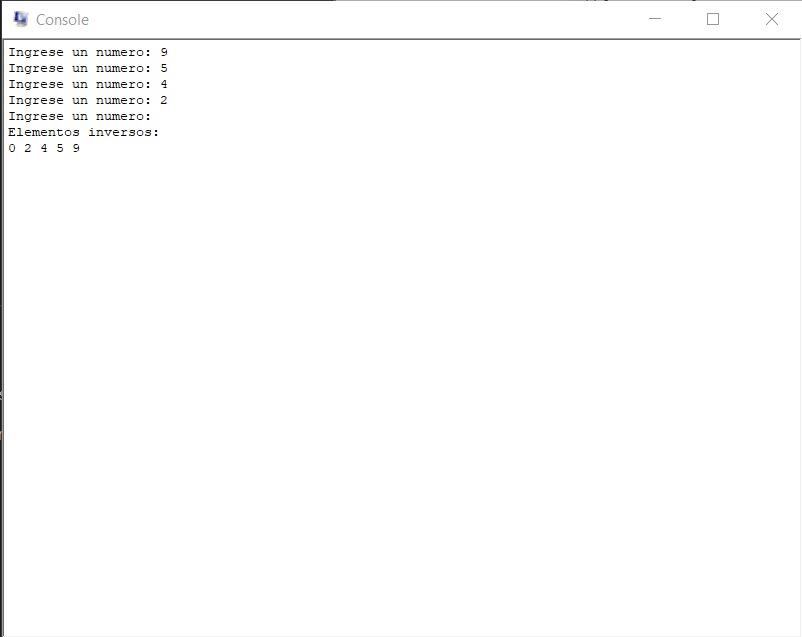 Console
Ingrese un numero: 9
Ingrese un numero: 5
Ingrese un numero: 4
Ingrese un numero: 2
Ingrese un numero:
Elementos inversos:
0 2 4 5 9